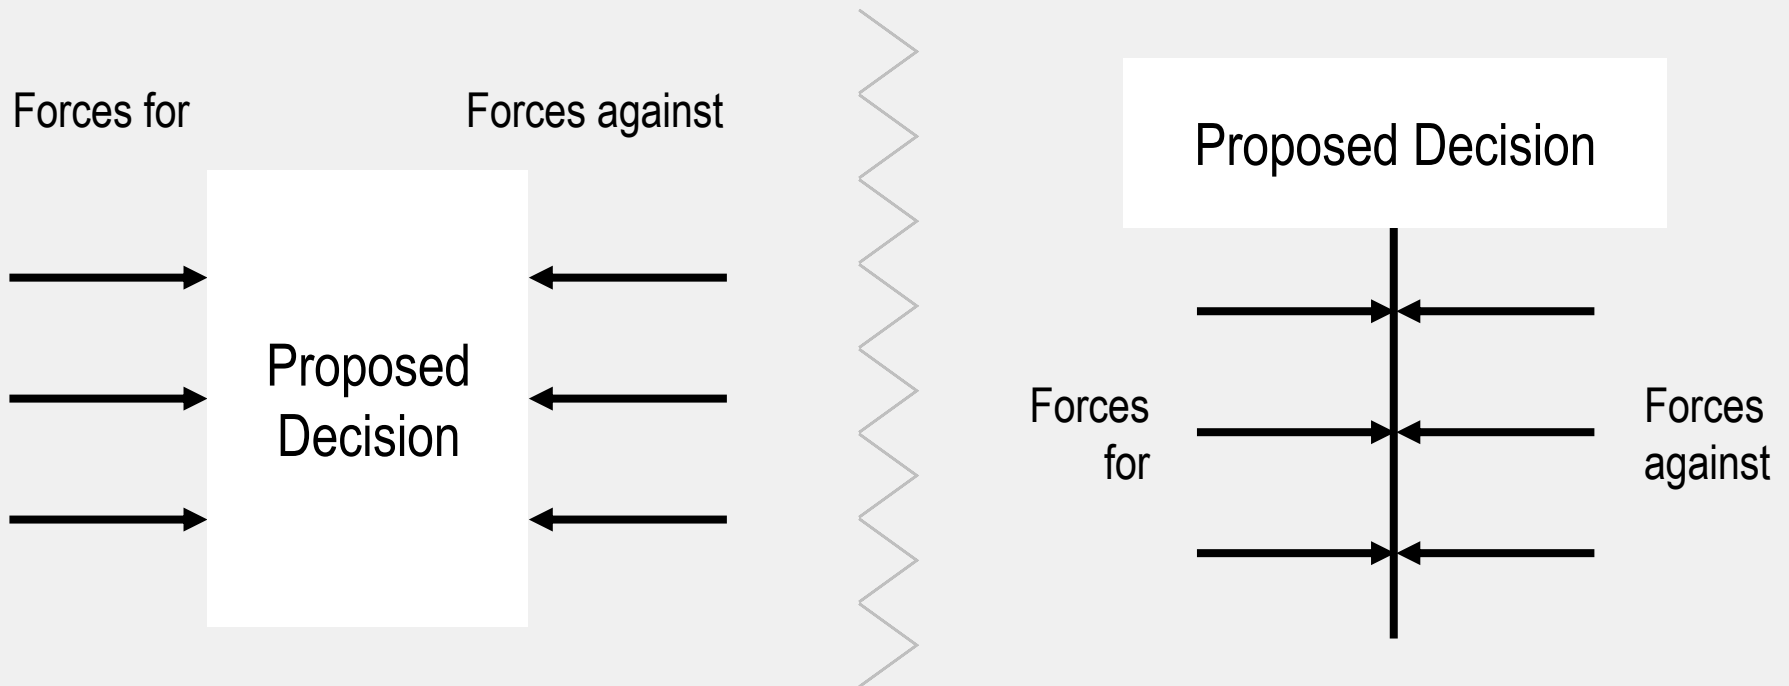 Forces for
Forces against
Proposed
Decision
Proposed Decision
Forces
for
Forces
against